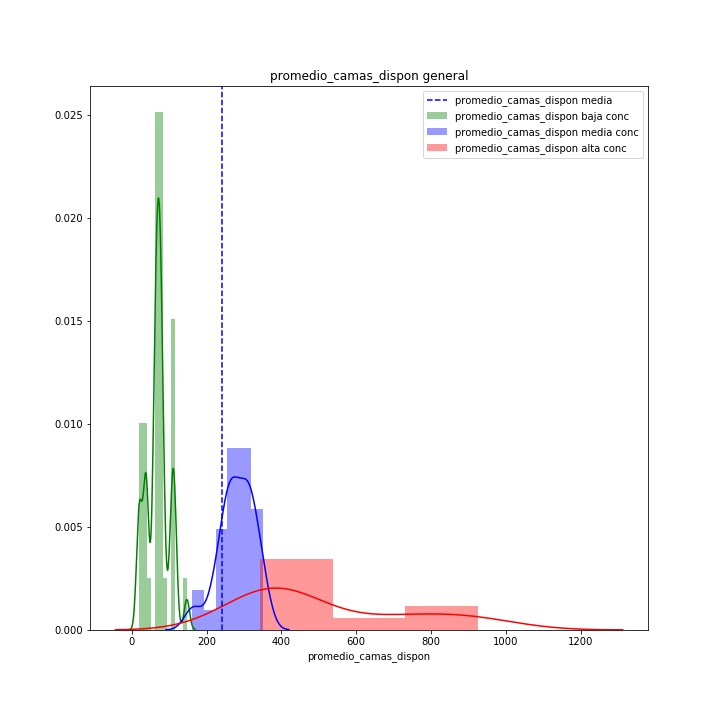 promedio_camas_dispon general
promedio_camas_dispon media
promedio_camas_dispon baja conc
promedio_camas_dispon media conc
promedio_camas_dispon alta conc
0.025
0.020
0.015
0.010
0.005
0.000
0 200 400 600 800 1000 1200
promedio_camas_dispon